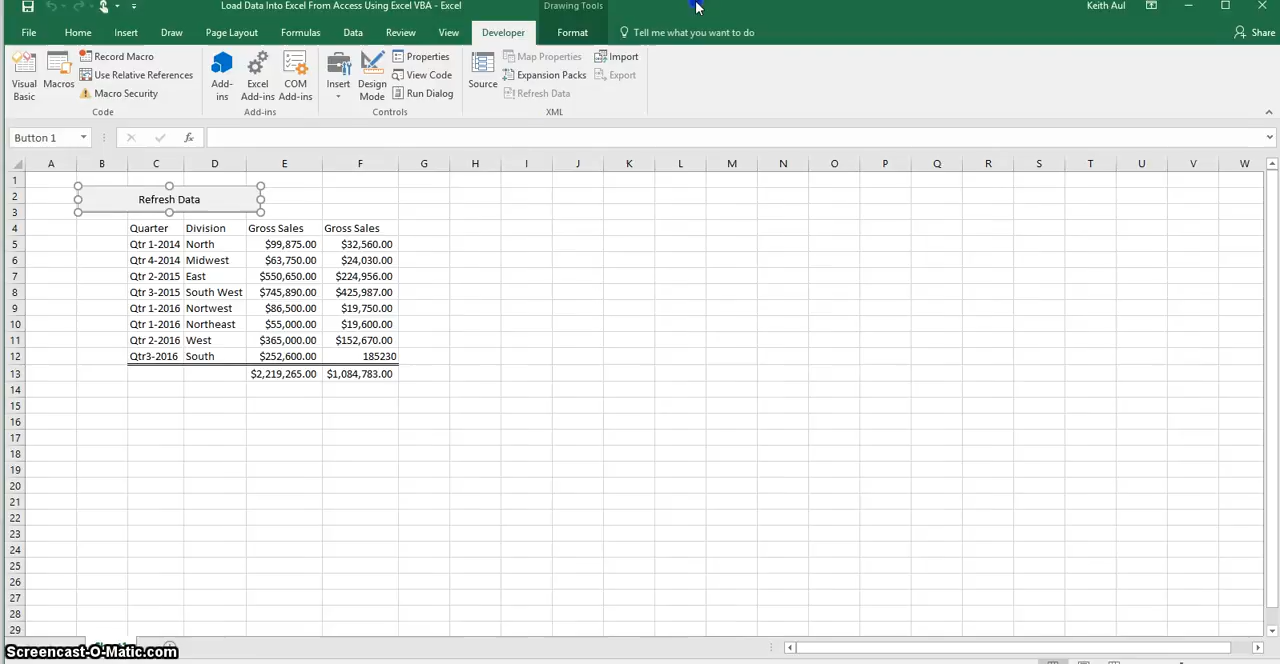 Load Data Into Excel From Access Using Excel VBA - Excel Drawing Tools Keith Aul
File Home Insert Draw Page Layout Formulas Data Review View Developer Format Tell me what you want to do Share
Visual Basic
Macros
Record Macro
Use Relative References
Macro Security
Code
Add-ins
Excel Add-ins
COM Add-ins
Add-ins
Insert
Design Mode
Properties
View Code
Run Dialog
Controls
Source
Map Properties
Expansion Packs
Refresh Data
Import
Export
XML
Button 1 fx
A B C D E F G H I J K L M N O P Q R S T U V W
1
2 Refresh Data
3
4 Quarter Division Gross Sales Gross Sales
5 Qtr 1-2014 North $99,875.00 $32,560.00
6 Qtr 4-2014 Midwest $63,750.00 $24,030.00
7 Qtr 2-2015 East $550,650.00 $224,956.00
8 Qtr 3-2015 South West $745,890.00 $425,987.00
9 Qtr 1-2016 Nortwest $86,500.00 $19,750.00
10 Qtr 1-2016 Northeast $55,000.00 $19,600.00
11 Qtr 2-2016 West $365,000.00 $152,670.00
12 Qtr3-2016 South $252,600.00 185230
13 $2,219,265.00 $1,084,783.00
14
15
16
17
18
19
20
21
22
23
24
25
26
27
28
29
Screencast-O-Matic.com